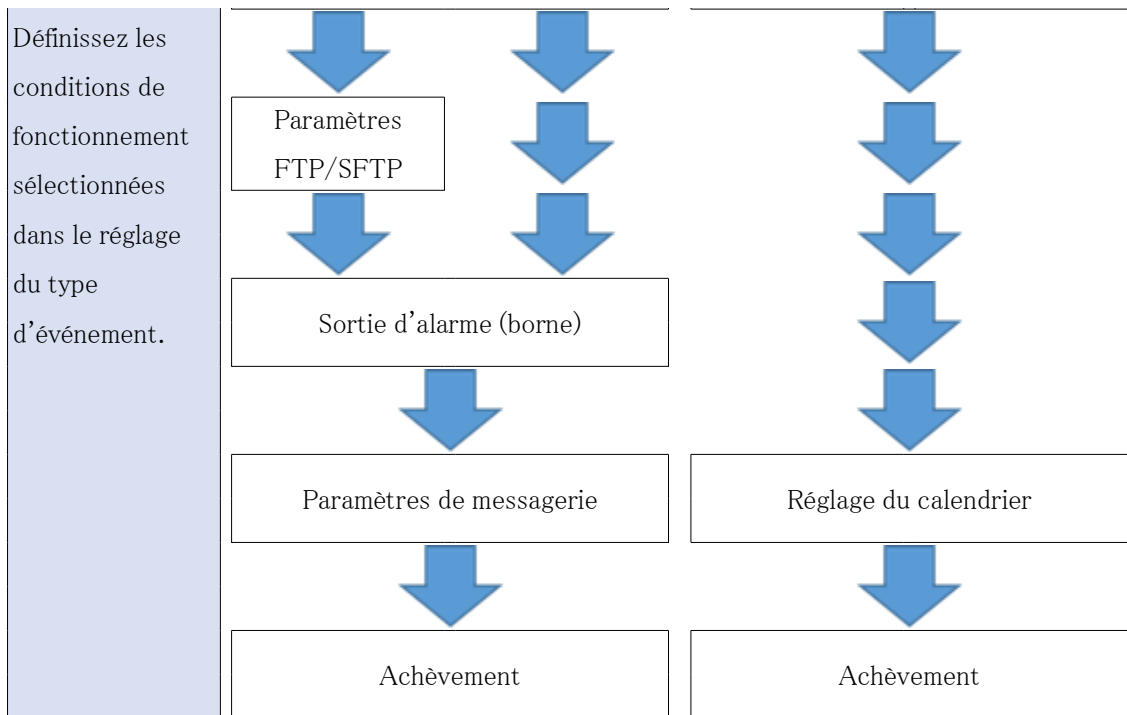 Définissez les
conditions de
fonctionnement
sélectionnées
dans le réglage
du type
d’événement.
Paramètres
FTP/SFTP
Sortie d’alarme (borne)
Paramètres de messagerie
Réglage du calendrier
Achèvement
Achèvement